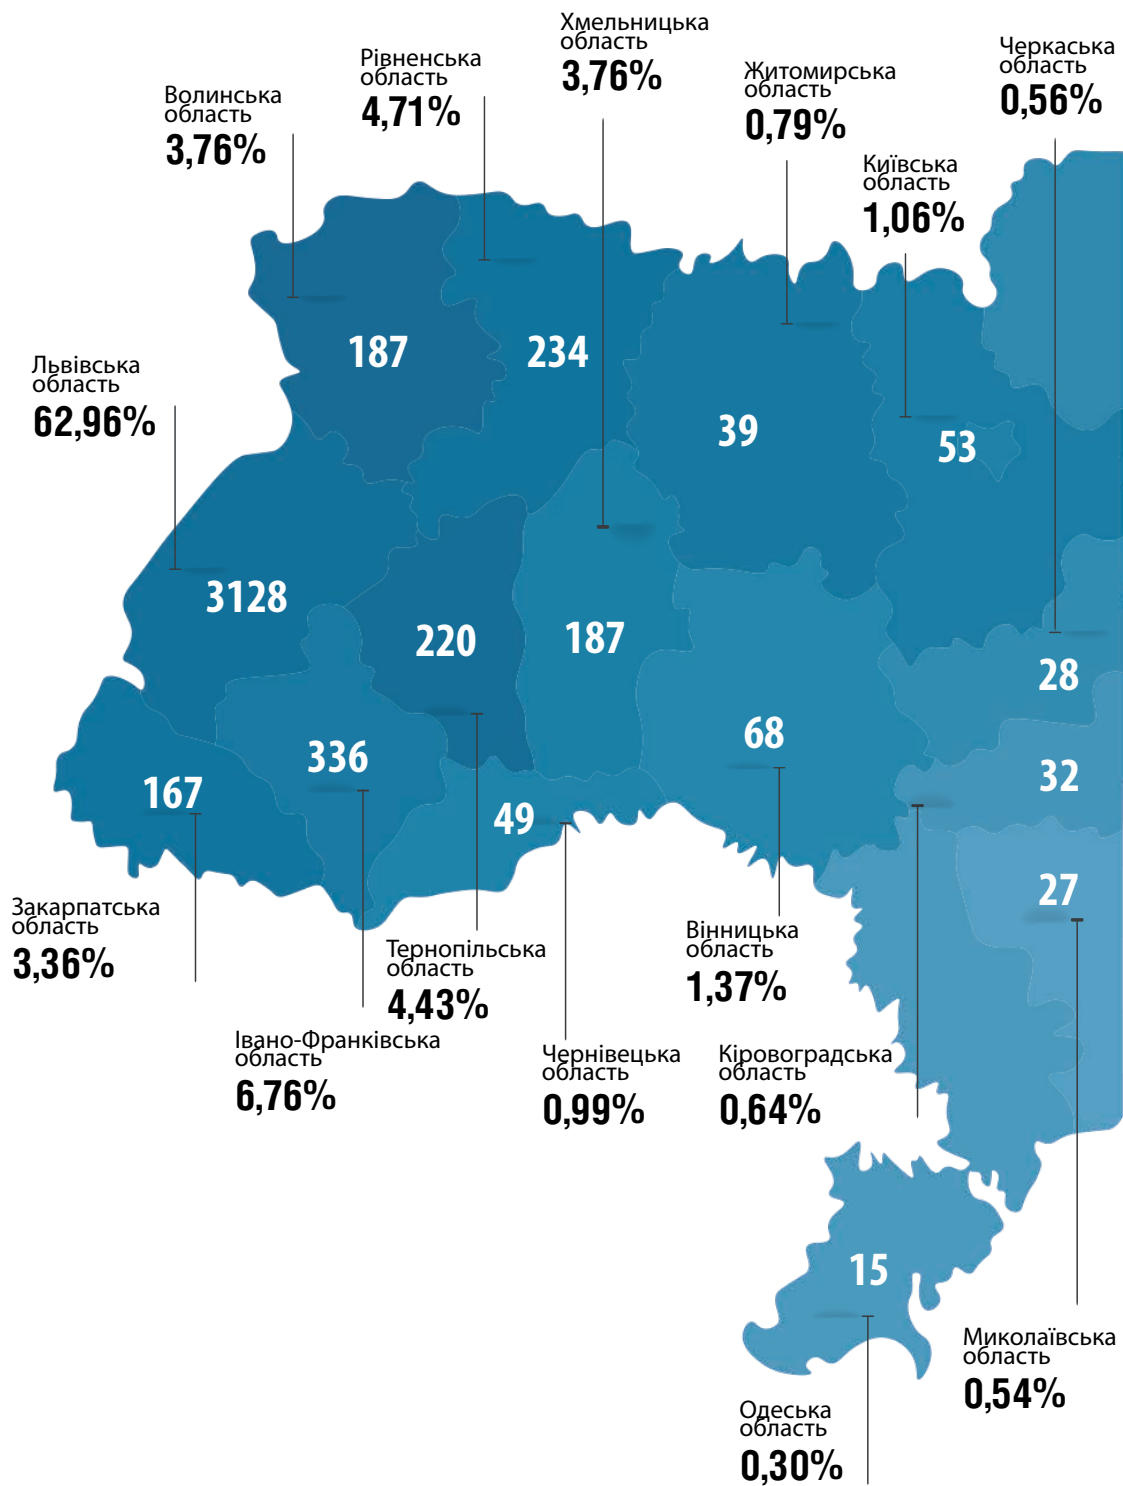 Хмельницька
область
3,76%
Рівненська
область
4,71%
Черкаська
область
0,56%
Житомирська
область
0,79%
Волинська
область
3,76%
Київська
область
1,06%
187
234
Львівська
область
62,96%
39
53
3128
220
187
28
68
336
32
167
49
27
Закарпатська
область
3,36%
Тернопільська
область
4,43%
Вінницька
область
1,37%
Івано-Франківська
область
6,76%
Чернівецька
область
0,99%
Кіровоградська
область
0,64%
15
Миколаївська
область
0,54%
Одеська
область
0,30%